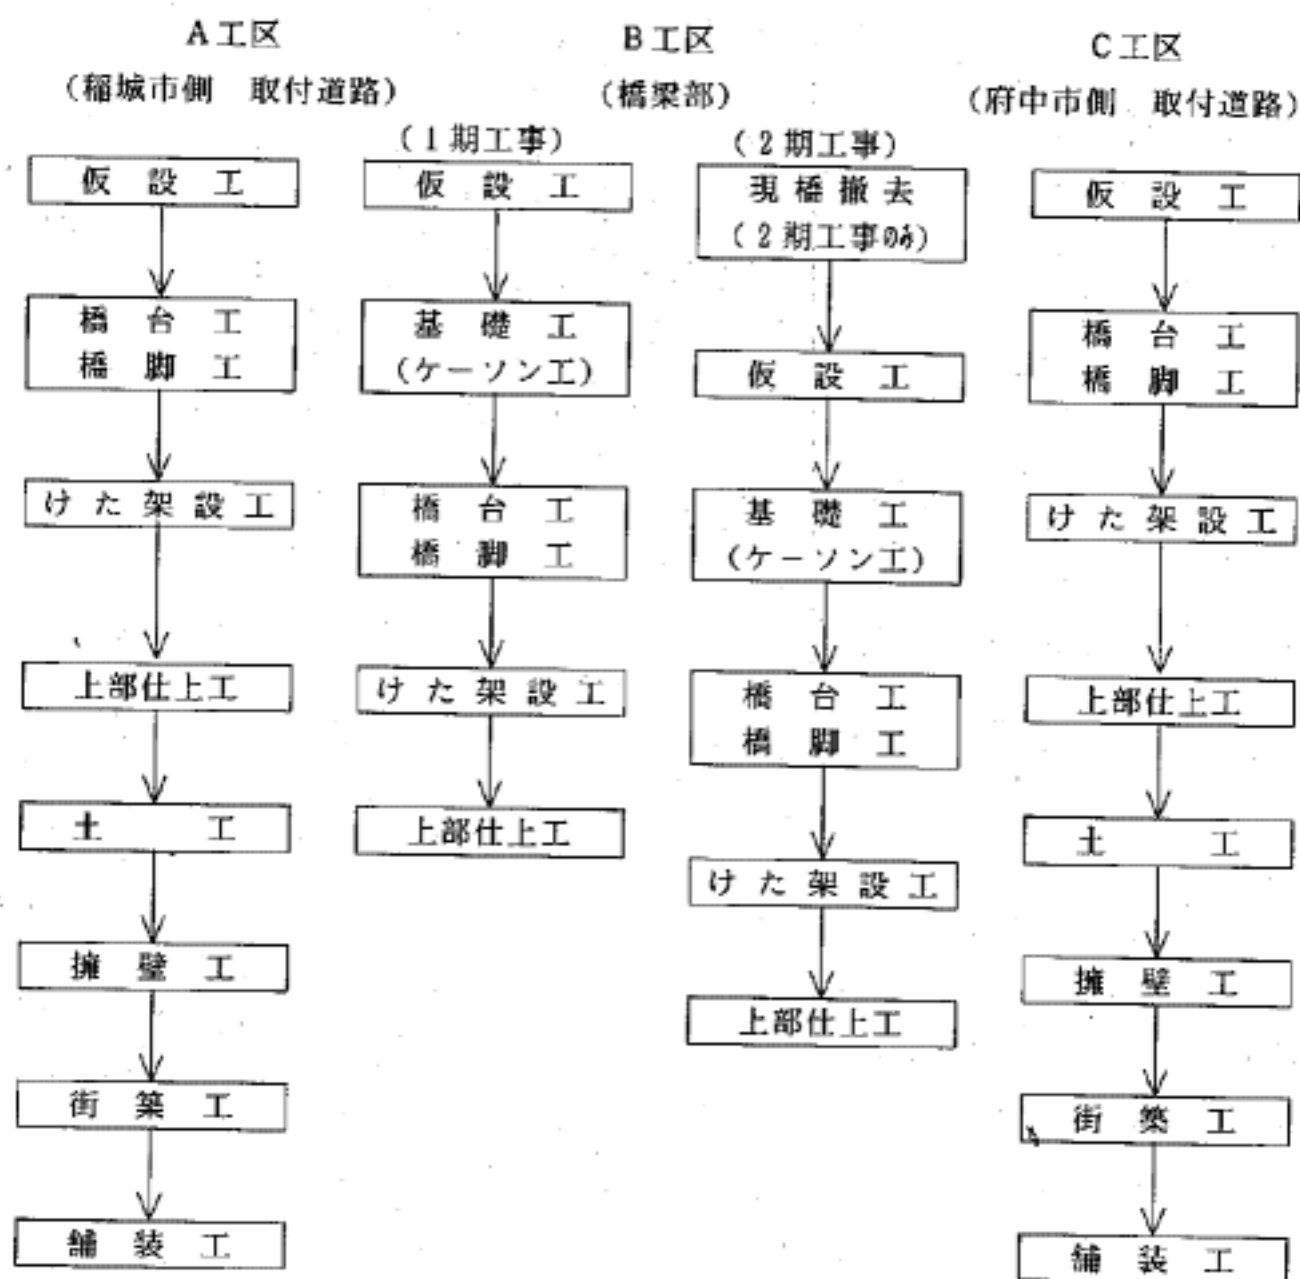 A工区
(稲城市側 取付道路)
仮設工
橋台工
橋脚工
けた架設工
上部仕上工
土工
擁壁工
街築工
舗装工
B工区
(橋梁部)
(1期工事)
仮設工
基礎工
(ケーソン工)
橋台工
橋脚工
けた架設工
上部仕上工
(2期工事)
現橋撤去
(2期工事のみ)
仮設工
基礎工
(ケーソン工)
橋台工
橋脚工
けた架設工
上部仕上工
C工区
(府中市側 取付道路)
仮設工
橋台工
橋脚工
けた架設工
上部仕上工
土工
擁壁工
街築工
舗装工